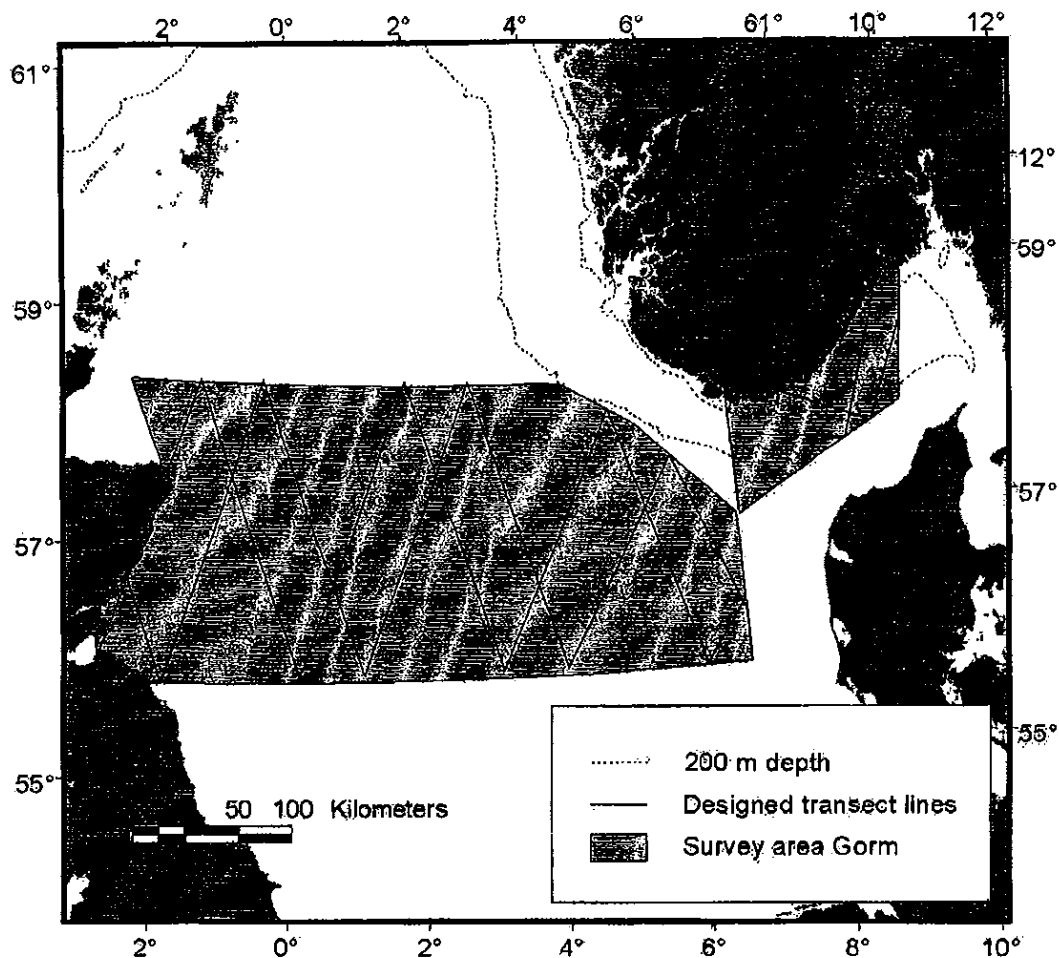 2° 0° 2° 4° 6° 61° 10° 12°
61°
12°
59°
59°
57°
57°
55°
55°
200 m depth
50 100 Kilometers
Designed transect lines
Survey area Gorm
2° 0° 2° 4° 6° 8° 10°